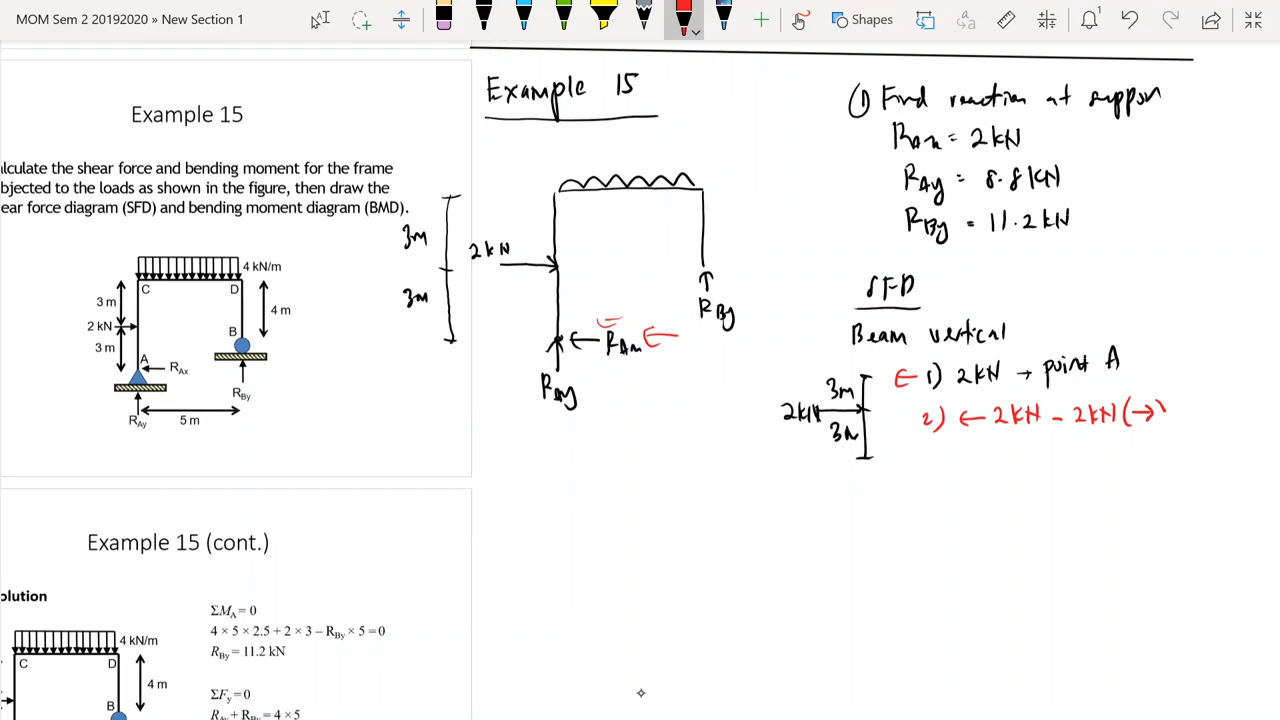 MOM Sem 2 20192020 » New Section 1
Shapes
Example 15
alculate the shear force and bending moment for the frame
bjected to the loads as shown in the figure, then draw the
ear force diagram (SFD) and bending moment diagram (BMD).
4 kN/m
C
D
3 m
4 m
2 kN
B
3 m
A
RAx
RBy
RAy
5 m
Example 15 (cont.)
olution
4 kN/m
C
D
4 m
B
ΣMA = 0
4 × 5 × 2.5 + 2 × 3 – RBy × 5 = 0
RBy = 11.2 kN
ΣFy = 0
RAy + RBy = 4 × 5
Example 15
3m
2kN
3m
RAx
RAy
RBy
① Find reaction at suppor
RAx = 2kN
RAy = 8.8kN
RBy = 11.2kN
SFD
Beam vertical
← 1) 2kN → point A
3m
2kN
3m
2) ← 2kN - 2kN (→)